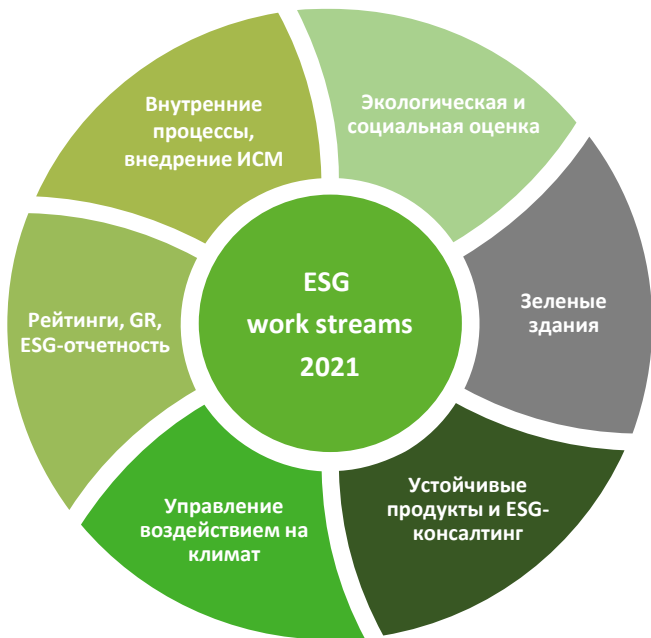 ESG
work streams
2021
Экологическая и
социальная оценка
Зеленые
здания
Устойчивые
продукты и ESG-
консалтинг
Управление
воздействием на
климат
Рейтинги, GR,
ESG-отчетность
Внутренние
процессы,
внедрение ИСМ